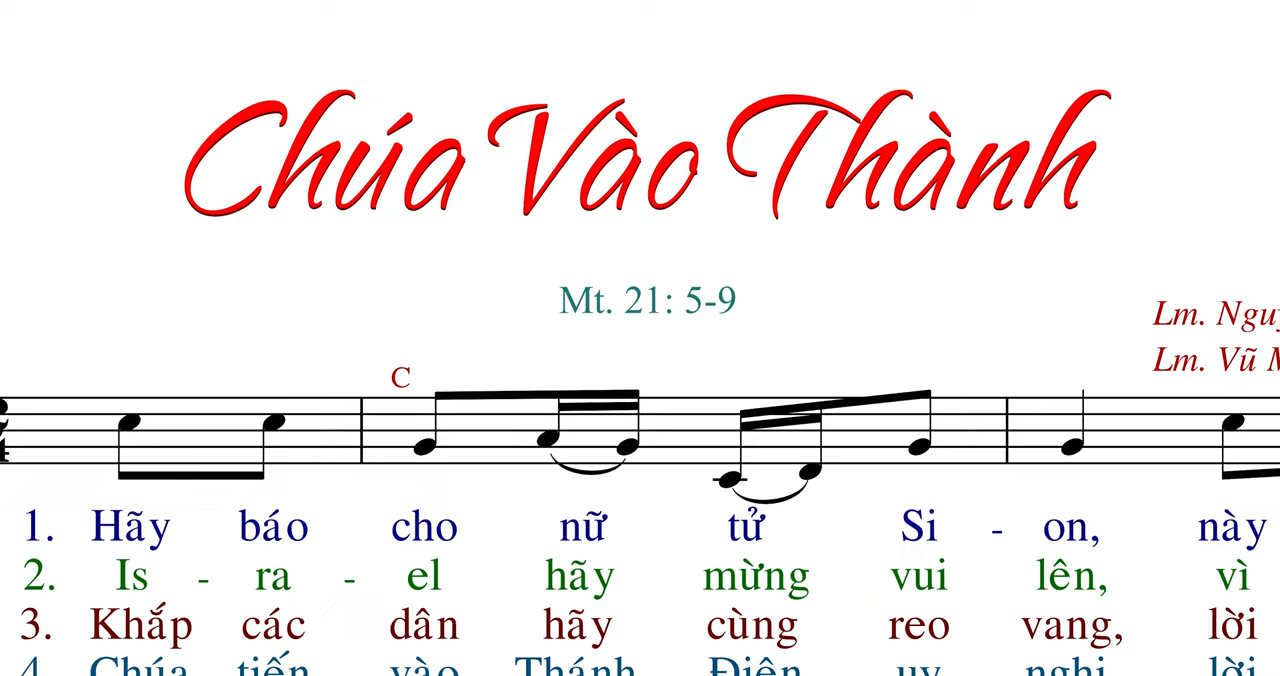 Chúa Vào Thành
Mt. 21: 5-9
Lm.
Lm. Vũ
C
1. Hãy báo cho nữ tử Si - on, này
2. Is - ra - el hãy mừng vui lên, vì
3. Khắp các dân hãy cùng reo vang, lời
4. Chúa tiến vào Thánh Điện uy nghi lời